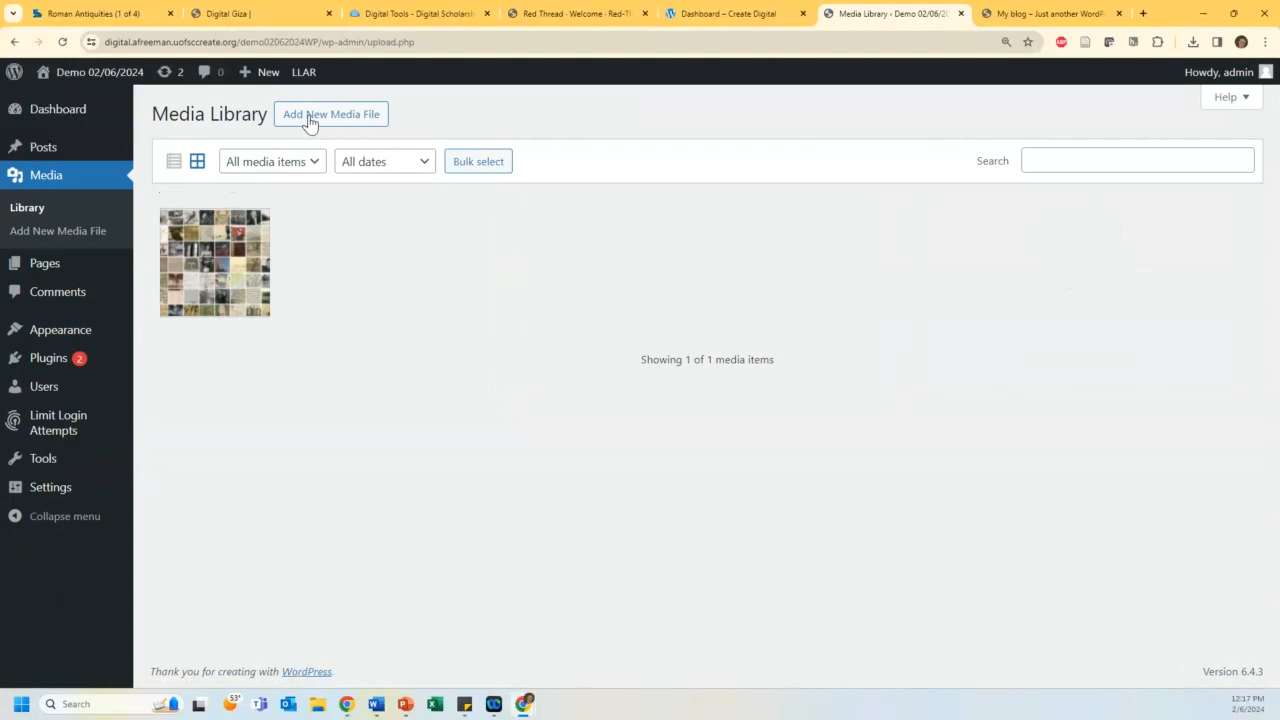 Roman Antiquities (1 of 4)
Digital Giza |
Digital Tools - Digital Scholarsh
Red Thread · Welcome · Red-Th
Dashboard – Create Digital
Media Library ‹ Demo 02/06/20
My blog – Just another WordPr
digital.afreeman.uofsccreate.org/demo02062024WP/wp-admin/upload.php
Demo 02/06/2024
2
0
New
LLAR
Howdy, admin
Dashboard
Posts
Media
Library
Add New Media File
Pages
Comments
Appearance
Plugins 2
Users
Limit Login
Attempts
Tools
Settings
Collapse menu
Media Library
Add New Media File
Help
All media items
All dates
Bulk select
Search
Showing 1 of 1 media items
Thank you for creating with WordPress.
Version 6.4.3
Search
53°
12:17 PM
2/6/2024